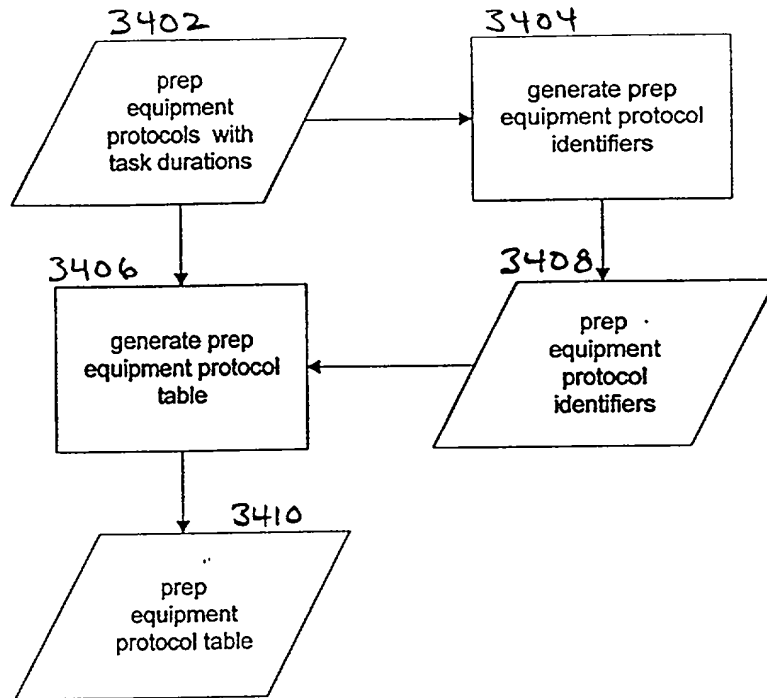 3402
prep
equipment
protocols with
task durations
3404
generate prep
equipment protocol
identifiers
3406
generate prep
equipment protocol
table
3408
prep
equipment
protocol
identifiers
3410
prep
equipment
protocol table